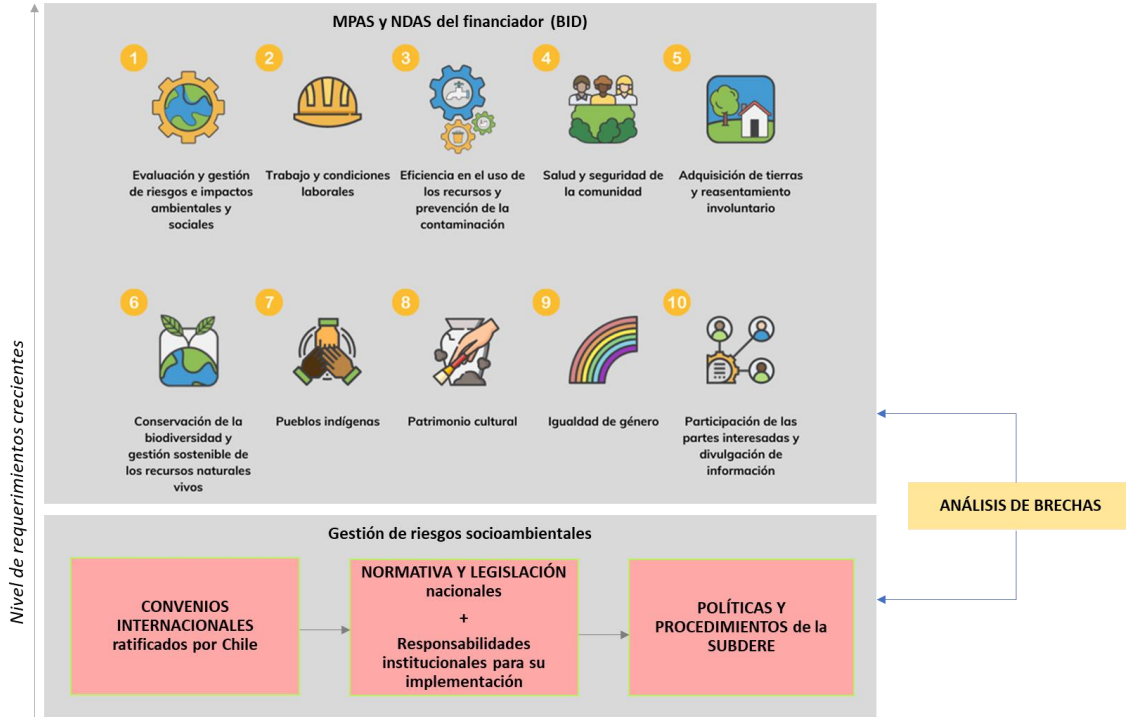 MPAS y NDAS del financiador (BID)
1
2
3
4
5
Evaluación y gestión
de riesgos e impactos
ambientales y
sociales
Trabajo y condiciones
laborales
Eficiencia en el uso de
los recursos y
prevención de la
contaminación
Salud y seguridad de
la comunidad
Adquisición de tierras
y reasentamiento
involuntario
6
7
8
9
10
Conservación de la
biodiversidad y
gestión sostenible de
los recursos naturales
vivos
Pueblos indígenas
Patrimonio cultural
Igualdad de género
Participación de las
partes interesadas y
divulgación de
información
Nivel de requerimientos crecientes
ANÁLISIS DE BRECHAS
Gestión de riesgos socioambientales
CONVENIOS
INTERNACIONALES
ratificados por Chile
NORMATIVA Y LEGISLACIÓN
nacionales
+
Responsabilidades
institucionales para su
implementación
POLÍTICAS Y
PROCEDIMIENTOS de la
SUBDERE